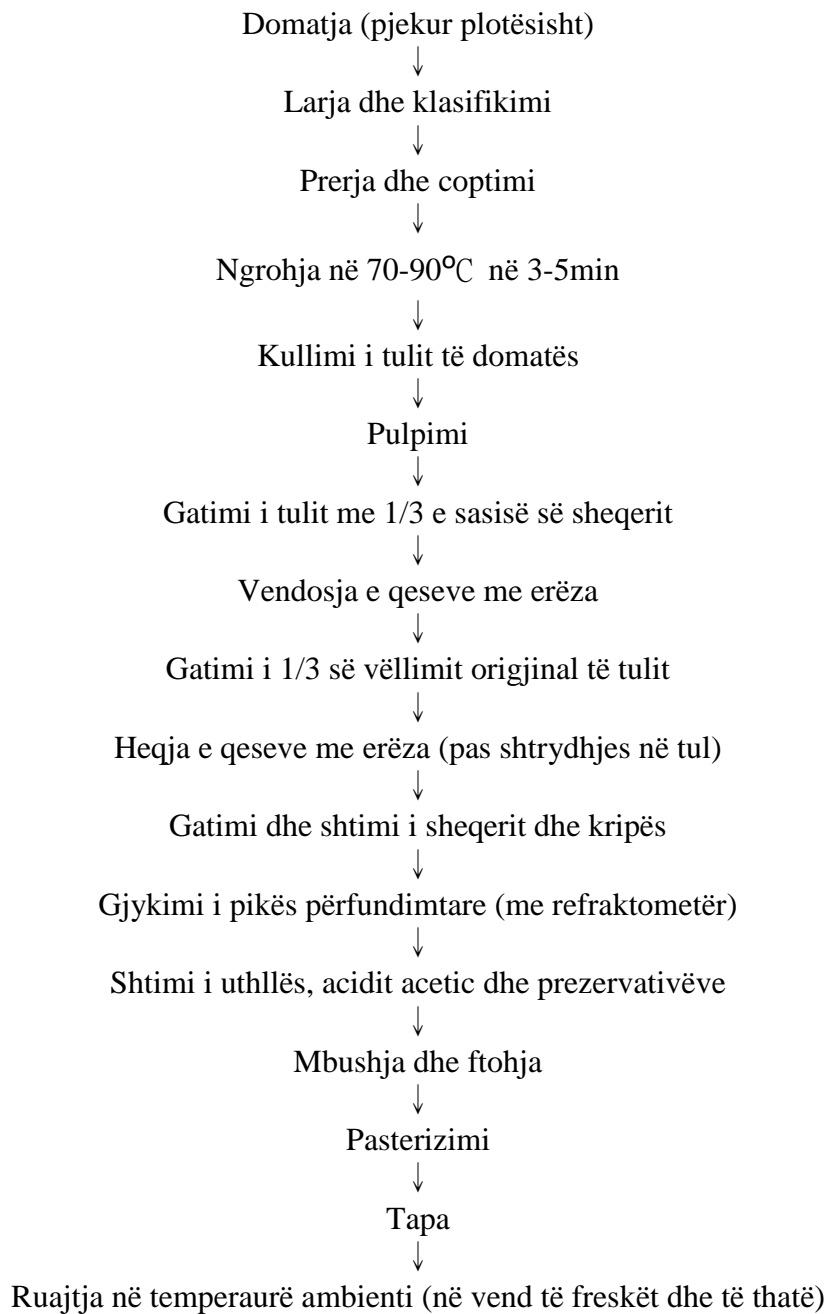 Domatja (pjekur plotësisht)
↓
Larja dhe klasifikimi
↓
Prerja dhe coptimi
↓
Ngrohja në 70-90℃ në 3-5min
↓
Kullimi i tulit të domatës
↓
Pulpimi
↓
Gatimi i tulit me 1/3 e sasisë së sheqerit
↓
Vendosja e qeseve me erëza
↓
Gatimi i 1/3 së vëllimit origjinal të tulit
↓
Heqja e qeseve me erëza (pas shtrydhjes në tul)
↓
Gatimi dhe shtimi i sheqerit dhe kripës
↓
Gjykimi i pikës përfundimtare (me refraktometër)
↓
Shtimi i uthllës, acidit acetic dhe prezervativëve
↓
Mbushja dhe ftohja
↓
Pasterizimi
↓
Tapa
↓
Ruajtja në temperaurë ambienti (në vend të freskët dhe të thatë)